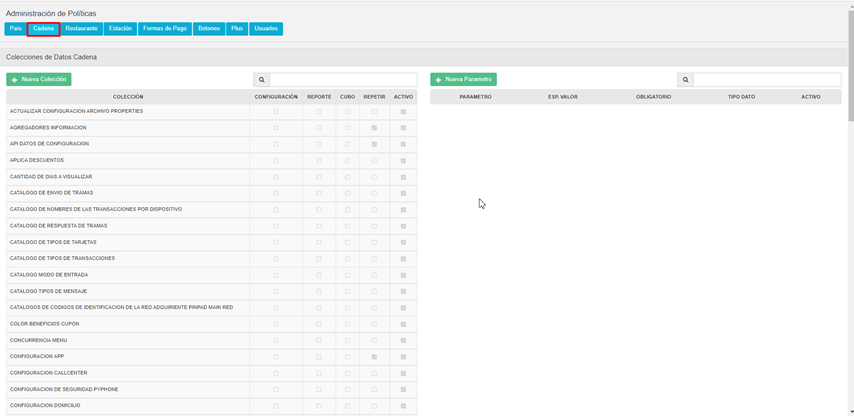 Administración de Políticas
País Cadena Restaurante Estación Formas de Pago Botones Plus Usuarios
Colecciones de Datos Cadena
+ Nueva Colección
+ Nueva Parametro
COLECCIÓN CONFIGURACIÓN REPORTE CUBO REPETIR ACTIVO
PARAMETRO ESP. VALOR OBLIGATORIO TIPO DATO ACTIVO
ACTUALIZAR CONFIGURACION ARCHIVO PROPERTIES
AGREGADORES INFORMACION
API DATOS DE CONFIGURACION
APLICA DESCUENTOS
CANTIDAD DE DIAS A VISUALIZAR
CATALOGO DE ENVIO DE TRAMAS
CATALOGO DE NOMBRES DE LAS TRANSACCIONES POR DISPOSITIVO
CATALOGO DE RESPUESTA DE TRAMAS
CATALOGO DE TIPOS DE TARJETAS
CATALOGO DE TIPOS DE TRANSACCIONES
CATALOGO MODO DE ENTRADA
CATALOGO TIPOS DE MENSAJE
CATALOGOS DE CODIGOS DE IDENTIFICACION DE LA RED ADQUIRIENTE PINPAD MAIN RED
COLOR BENEFICIOS CUPON
CONCURRENCIA MENU
CONFIGURACION APP
CONFIGURACION CALLCENTER
CONFIGURACION DE SEGURIDAD PYPHONE
CONFIGURACION DOMICILIO